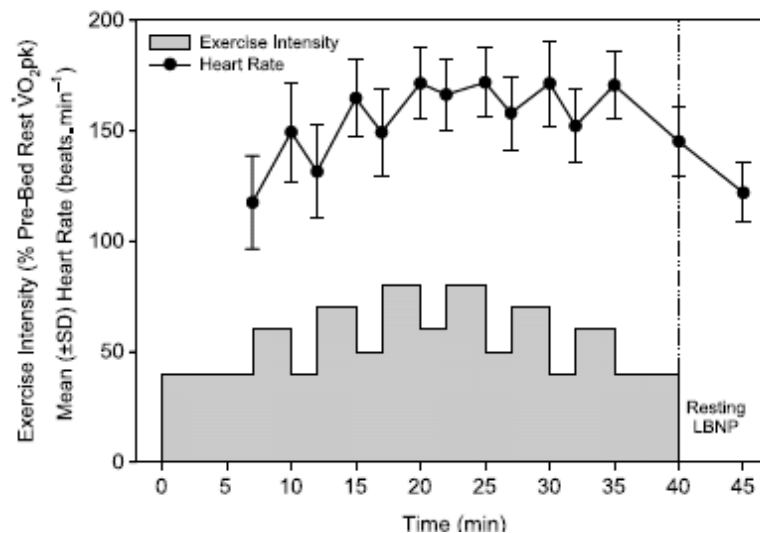 Exercise Intensity (% Pre-Bed Rest V̇O₂pk)
Mean (±SD) Heart Rate (beats.min⁻¹)
200
150
100
50
0
Exercise Intensity
Heart Rate
Resting
LBNP
0 5 10 15 20 25 30 35 40 45
Time (min)